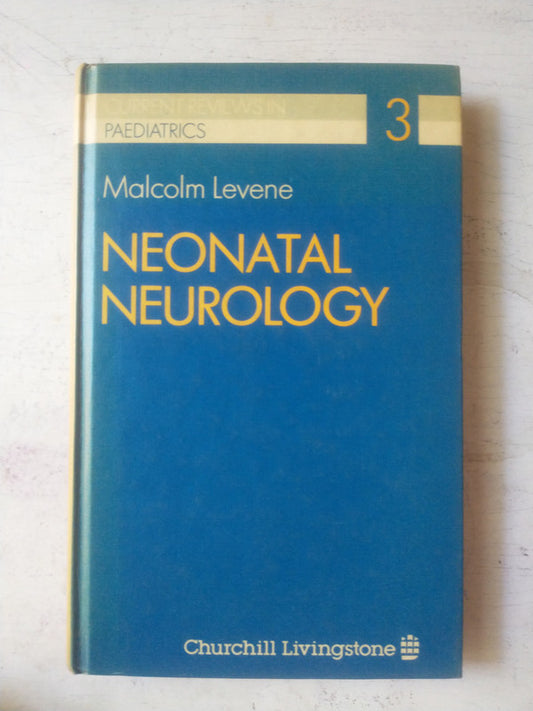 CURRENT REVIEWS IN
PAEDIATRICS
3
Malcolm Levene
NEONATAL
NEUROLOGY
Churchill Livingstone